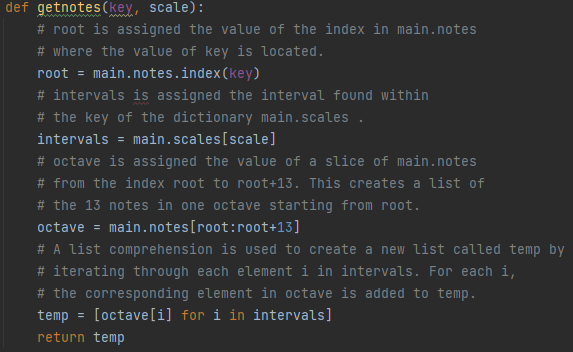 def getnotes(key, scale):
    # root is assigned the value of the index in main.notes
    # where the value of key is located.
    root = main.notes.index(key)
    # intervals is assigned the interval found within
    # the key of the dictionary main.scales .
    intervals = main.scales[scale]
    # octave is assigned the value of a slice of main.notes
    # from the index root to root+13. This creates a list of
    # the 13 notes in one octave starting from root.
    octave = main.notes[root:root+13]
    # A list comprehension is used to create a new list called temp by
    # iterating through each element i in intervals. For each i,
    # the corresponding element in octave is added to temp.
    temp = [octave[i] for i in intervals]
    return temp